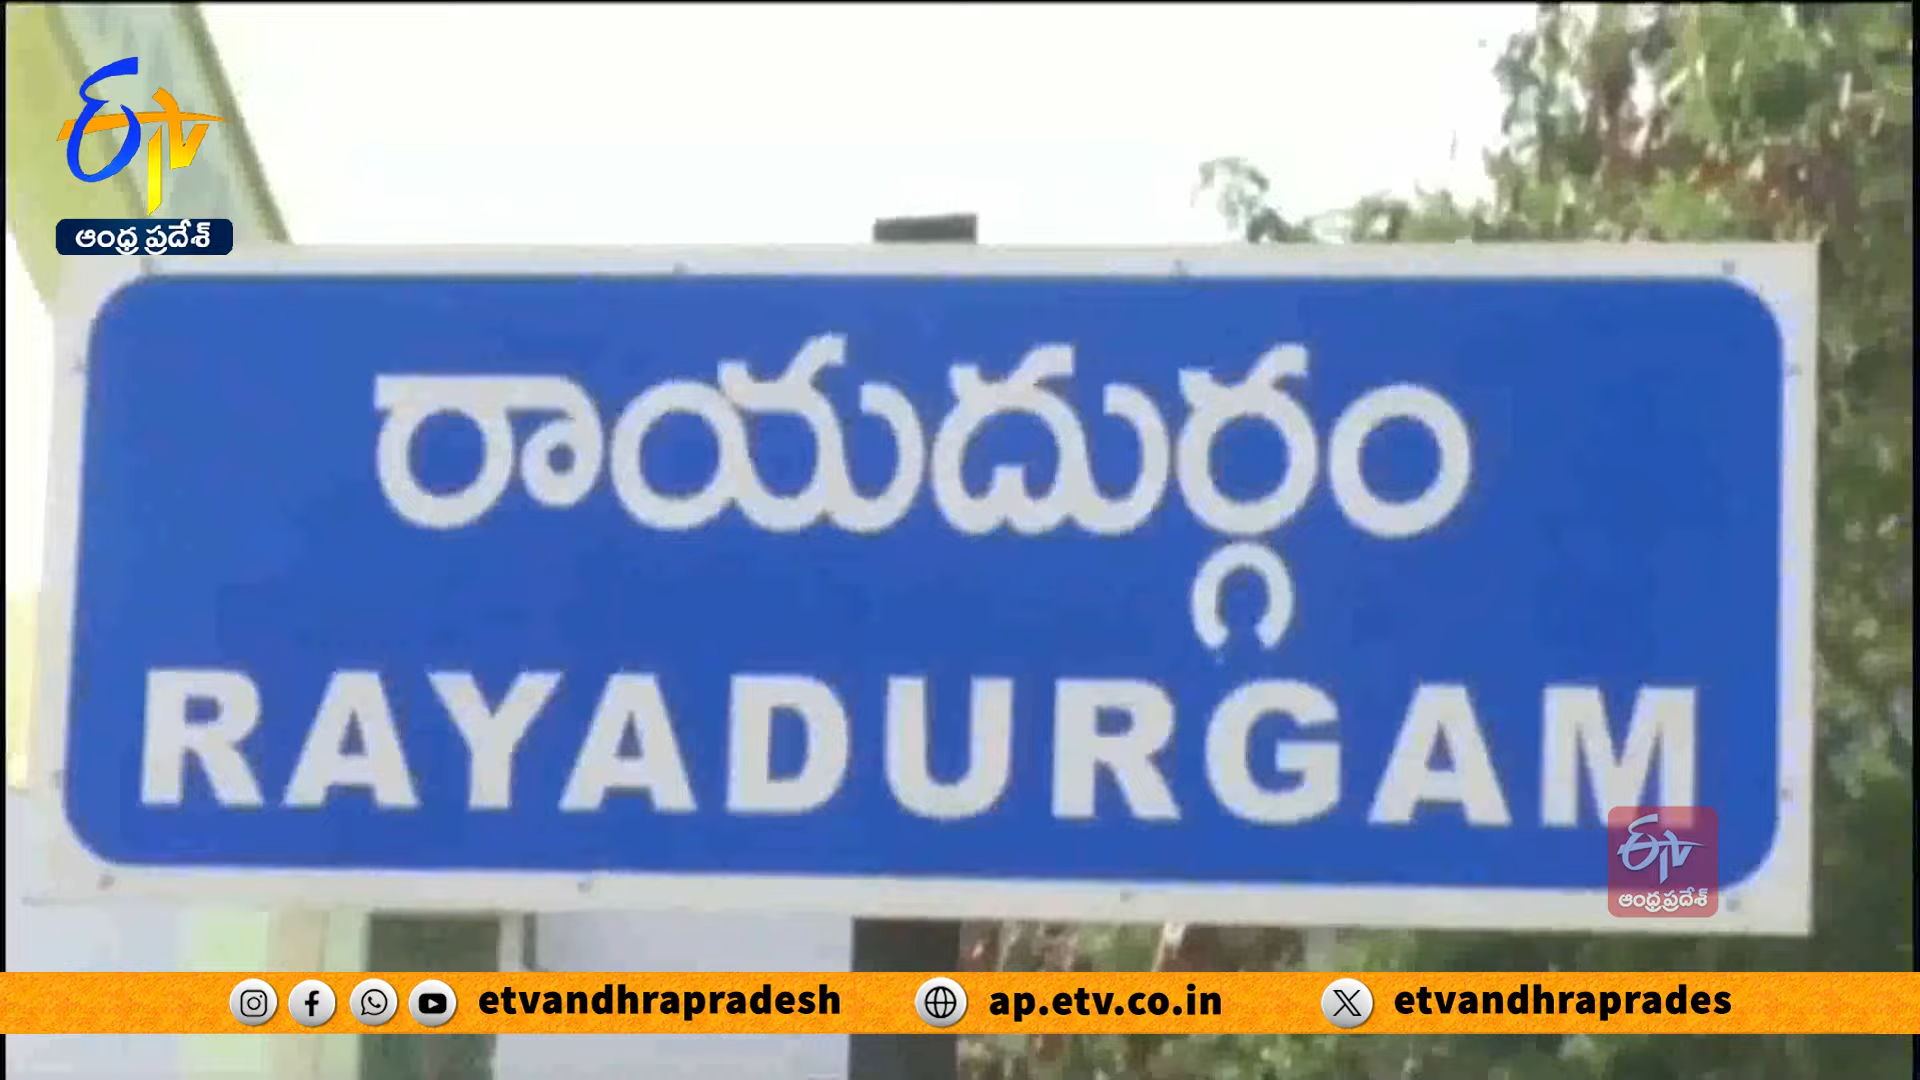 ETV
ఆంధ్ర ప్రదేశ్
రాయదుర్గం
RAYADURGAM
ETV
ఆంధ్రప్రదేశ్
etvandhrapradesh
ap.etv.co.in
etvandhraprades